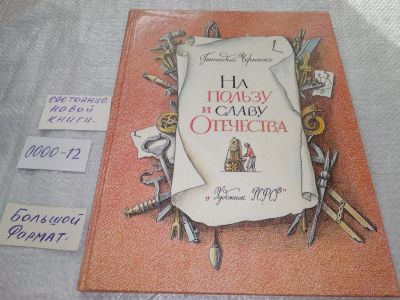 Геннадий Черненко
На
пользу
и славу
Отечества
„Художник РСФСР"
состояние
новой
книги.
0000-12
Большой
формат.